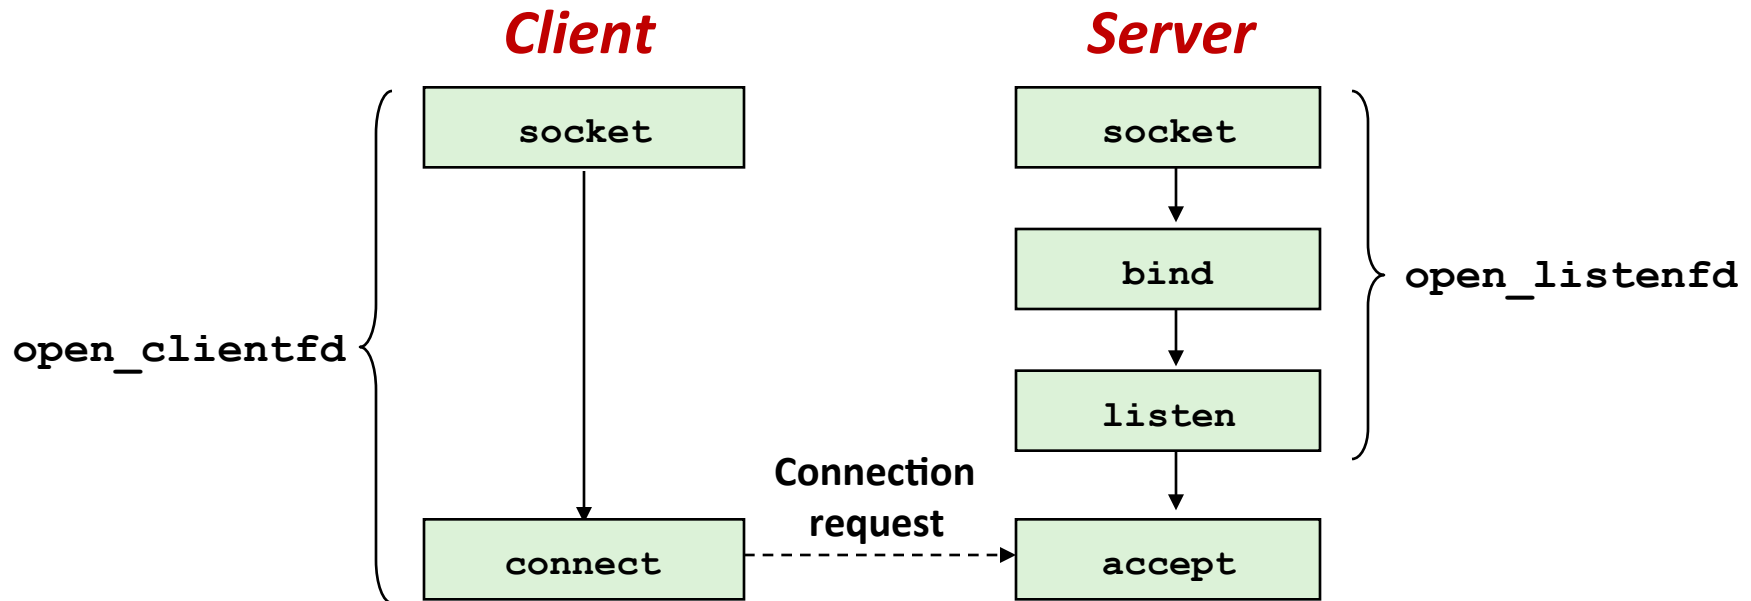 Client
Server
socket
socket
bind
open_listenfd
open_clientfd
listen
Connection
request
connect
accept